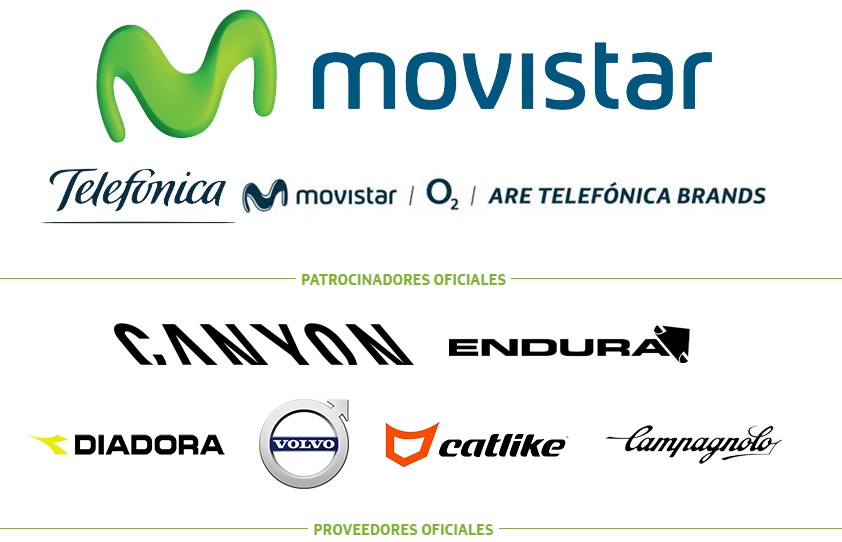 movistar
Telefónica movistar | O2 | ARE TELEFÓNICA BRANDS
PATROCINADORES OFICIALES
CANYON ENDURA
DIADORA VOLVO catlike Campagnolo
PROVEEDORES OFICIALES